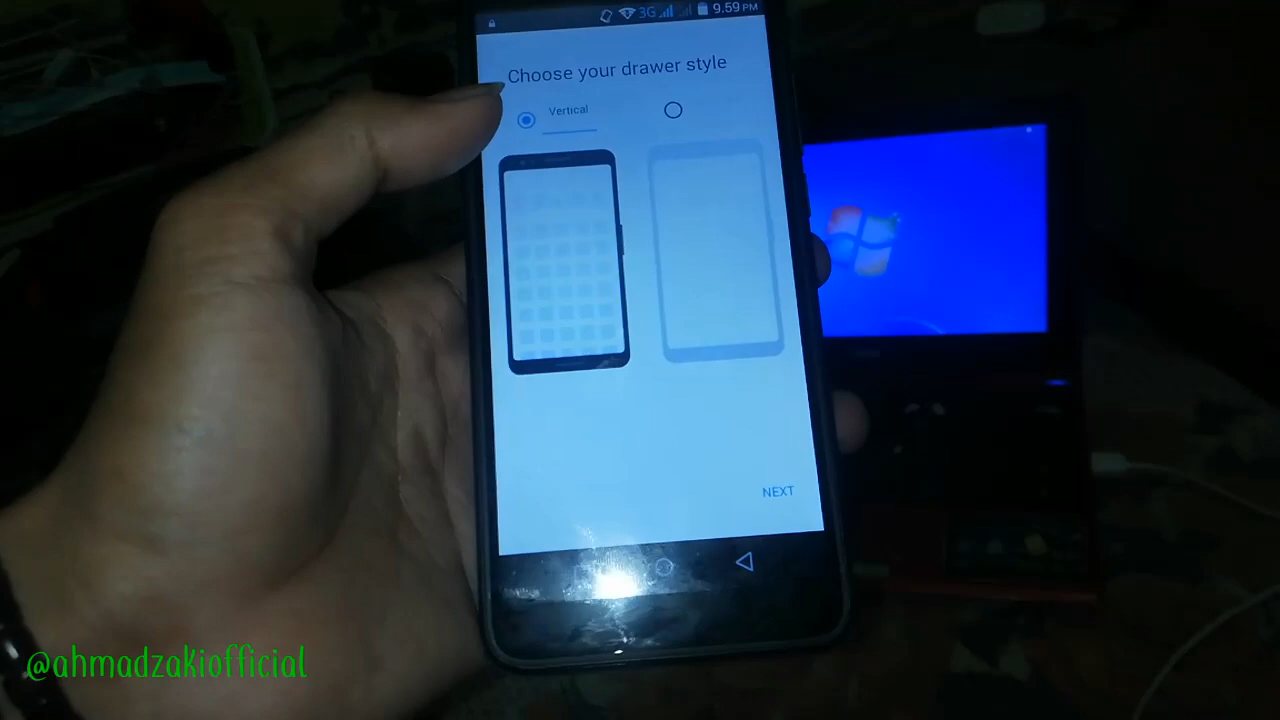 3G 9.59 PM
Choose your drawer style
Vertical
NEXT
@ahmadzakiofficial